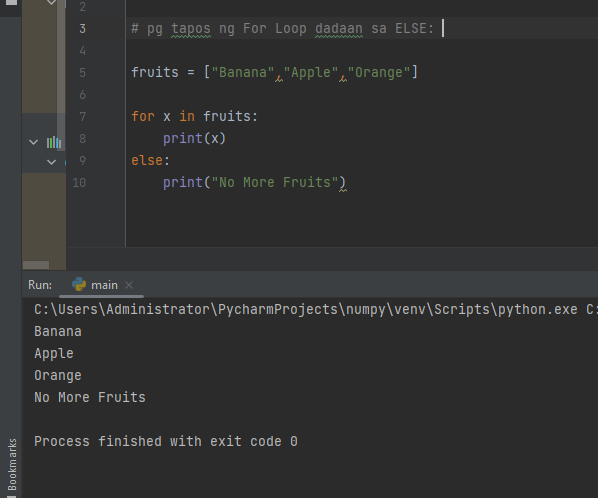 2
3 # pg tapos ng For Loop dadaan sa ELSE:
4
5 fruits = ["Banana","Apple","Orange"]
6
7 for x in fruits:
8     print(x)
9 else:
10     print("No More Fruits")
Run: main
C:\Users\Administrator\PycharmProjects\numpy\venv\Scripts\python.exe C:
Banana
Apple
Orange
No More Fruits
Process finished with exit code 0
Bookmarks